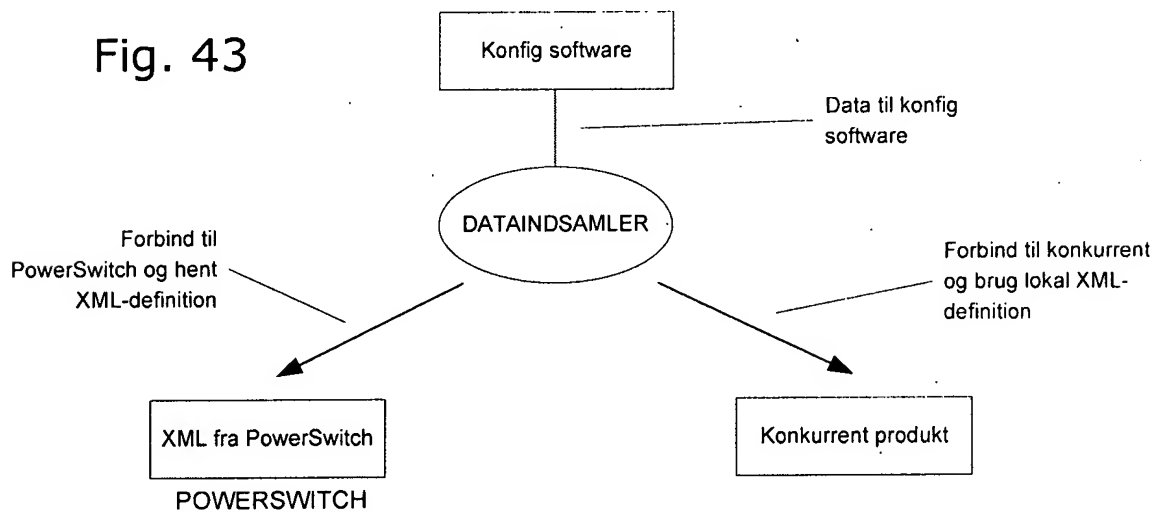 Fig. 43
Konfig software
Data til konfig
software
DATAINDSAMLER
Forbind til
PowerSwitch og hent
XML-definition
Forbind til konkurrent
og brug lokal XML-
definition
XML fra PowerSwitch
POWERSWITCH
Konkurrent produkt